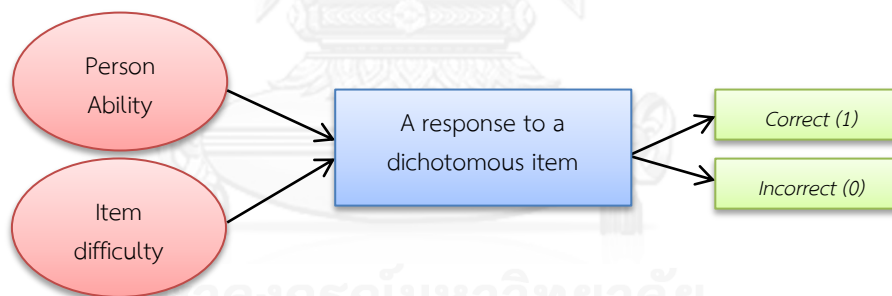 Person
Ability
A response to a
dichotomous item
Correct (1)
Incorrect (0)
Item
difficulty